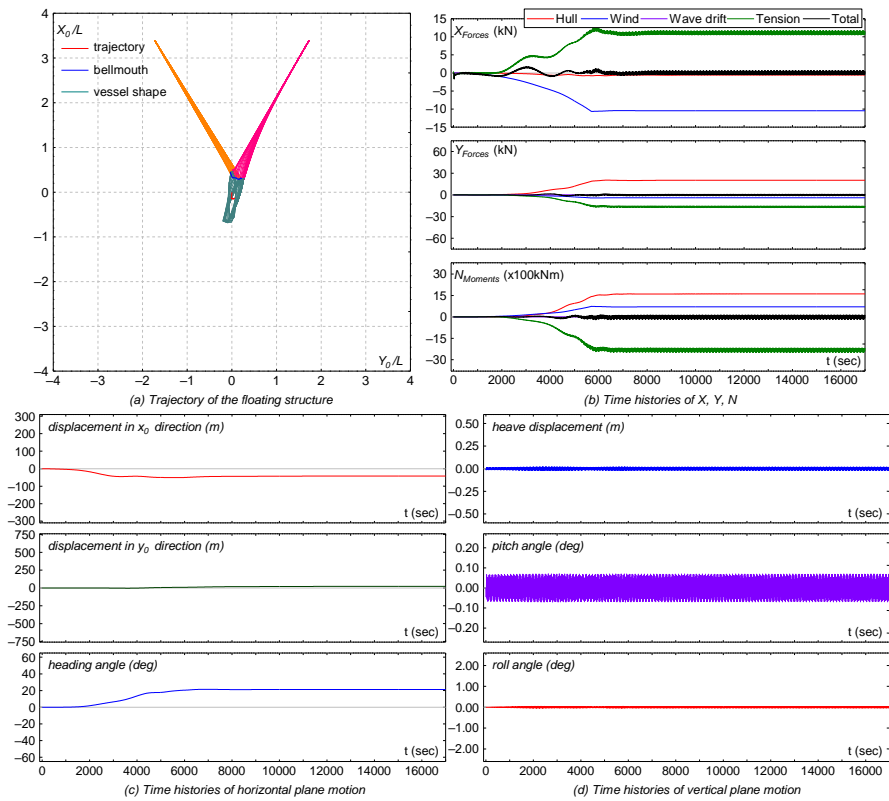 X0/L
4
3
2
1
0
−1
−2
−3
−4
trajectory
bellmouth
vessel shape
Y0/L
−4 −3 −2 −1 0 1 2 3 4
(a) Trajectory of the floating structure
Hull Wind Wave drift Tension Total
XForces (kN)
15
10
5
0
−5
−10
−15
YForces (kN)
60
30
0
−30
−60
NMoments (x100kNm)
30
15
0
−15
−30
t (sec)
0 2000 4000 6000 8000 10000 12000 14000 16000
(b) Time histories of X, Y, N
displacement in x0 direction (m)
300
200
100
0
−100
−200
−300
t (sec)
displacement in y0 direction (m)
750
500
250
0
−250
−500
−750
t (sec)
heading angle (deg)
60
40
20
0
−20
−40
−60
t (sec)
0 2000 4000 6000 8000 10000 12000 14000 16000
(c) Time histories of horizontal plane motion
heave displacement (m)
0.50
0.25
0.00
−0.25
−0.50
t (sec)
pitch angle (deg)
0.20
0.10
0.00
−0.10
−0.20
t (sec)
roll angle (deg)
2.00
1.00
0.00
−1.00
−2.00
t (sec)
0 2000 4000 6000 8000 10000 12000 14000 16000
(d) Time histories of vertical plane motion